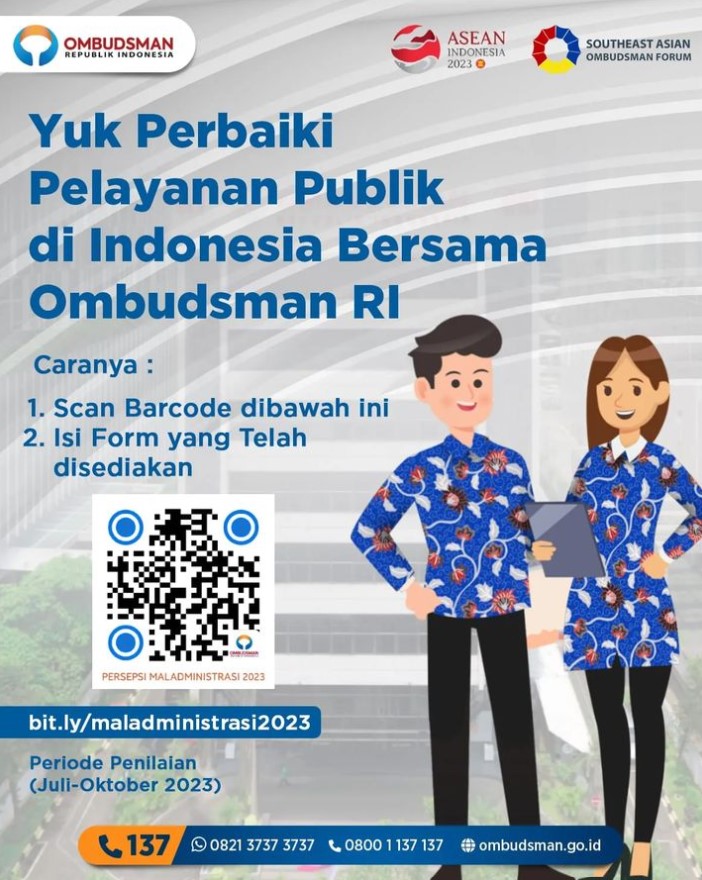 OMBUDSMAN
REPUBLIK INDONESIA
ASEAN
INDONESIA
2023
SOUTHEAST ASIAN
OMBUDSMAN FORUM
Yuk Perbaiki
Pelayanan Publik
di Indonesia Bersama
Ombudsman RI
Caranya :
1. Scan Barcode dibawah ini
2. Isi Form yang Telah
disediakan
OMBUDSMAN
PERSEPSI MALADMINISTRASI 2023
bit.ly/maladministrasi2023
Periode Penilaian
(Juli-Oktober 2023)
137 0821 3737 3737 0800 1 137 137 ombudsman.go.id